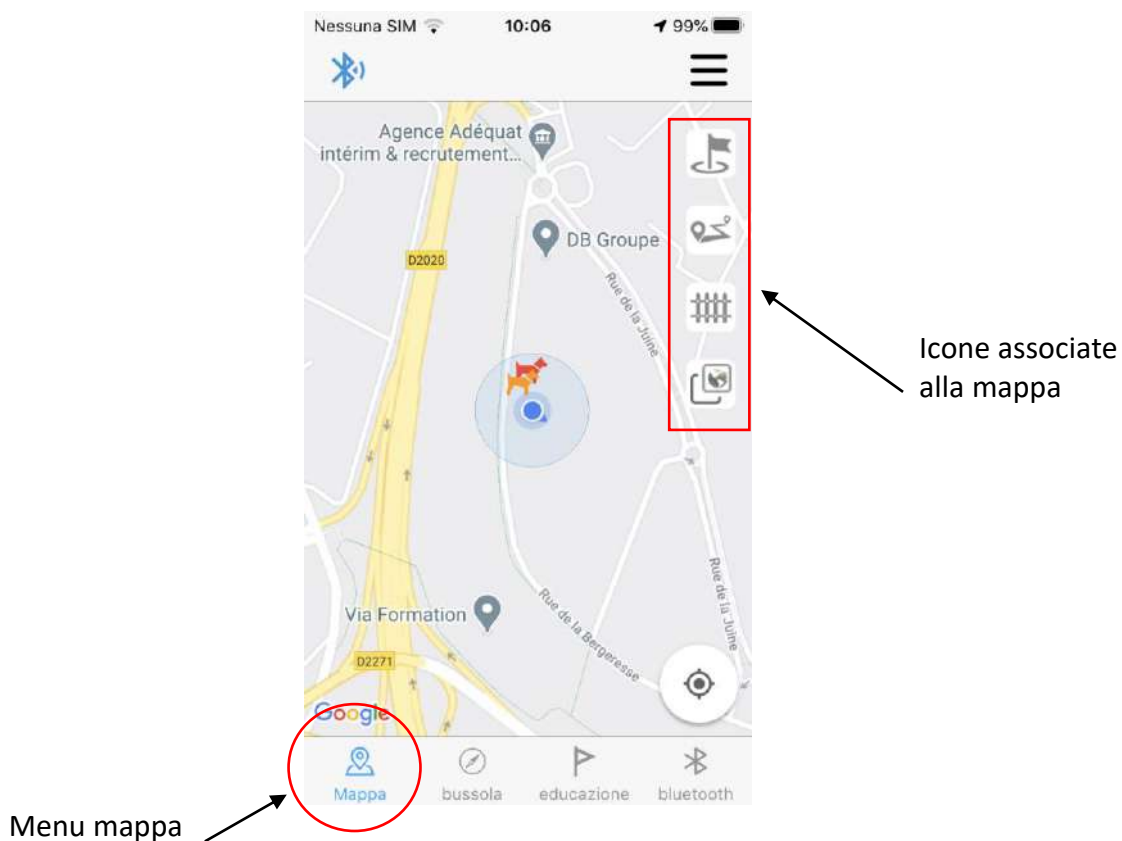 Nessuna SIM 10:06 99%
Agence Adéquat
intérim & recrutement...
DB Groupe
D2020
Rue de la Juine
Icone associate
alla mappa
Rue de la Juine
Via Formation
Rue de la Bergeresse
D2271
Google
Mappa bussola educazione bluetooth
Menu mappa